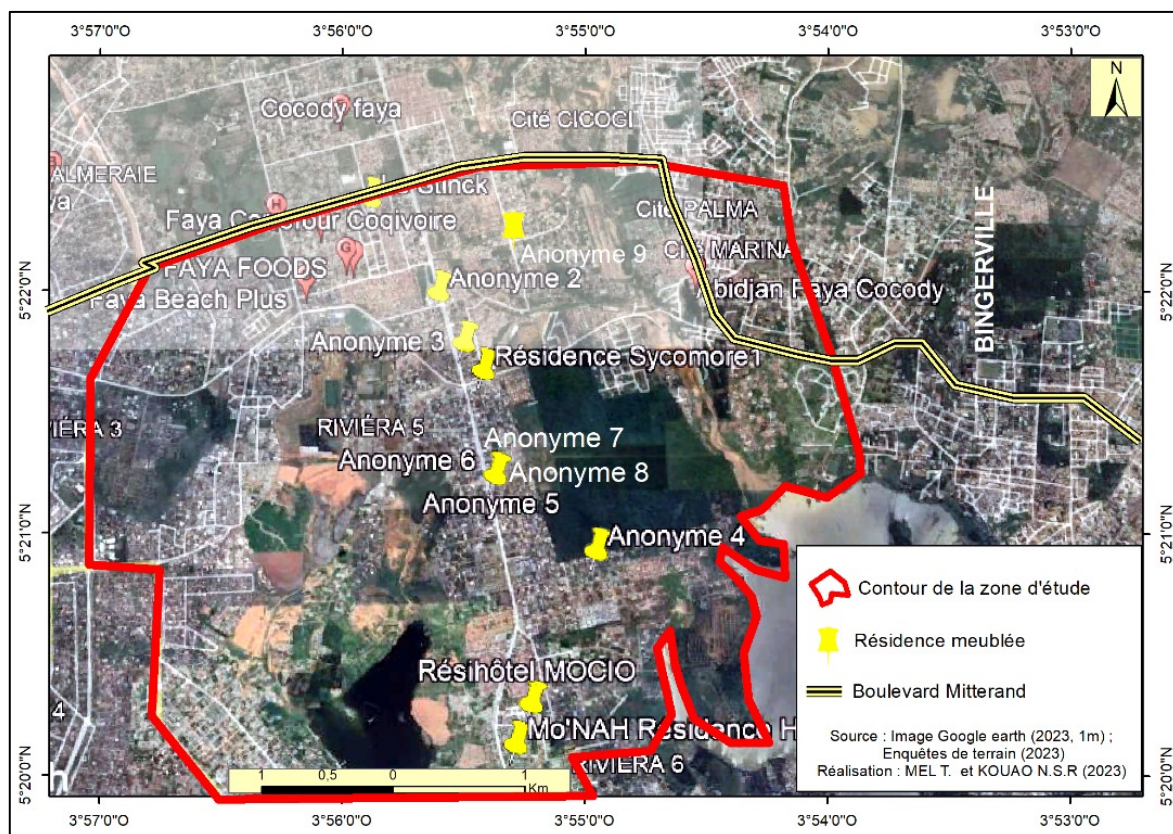 3°57'0"O 3°56'0"O 3°55'0"O 3°54'0"O 3°53'0"O
N
Cocody faya
Cité CICOGI
ALMERAIE
Stinck
Faya Carrefour Coqivoire
Cité PALMA
Anonyme 9
Cité MARINA
FAYA FOODS
Anonyme 2
Faya Beach Plus
Abidjan Faya Cocody
BINGERVILLE
5°22'0"N
5°22'0"N
Anonyme 3
Résidence Sycomore1
RIVIÉRA 5
Anonyme 7
Anonyme 6
Anonyme 8
Anonyme 5
Anonyme 4
5°21'0"N
5°21'0"N
Résihôtel MOCIO
Mo'NAH Résidence H
4
RIVIÉRA 6
5°20'0"N
5°20'0"N
Contour de la zone d'étude
Résidence meublée
Boulevard Mitterand
Source : Image Google earth (2023, 1m) ;
Enquêtes de terrain (2023)
Réalisation : MEL T. et KOUAO N.S.R (2023)
1 0,5 0 1
Km
3°57'0"O 3°56'0"O 3°55'0"O 3°54'0"O 3°53'0"O